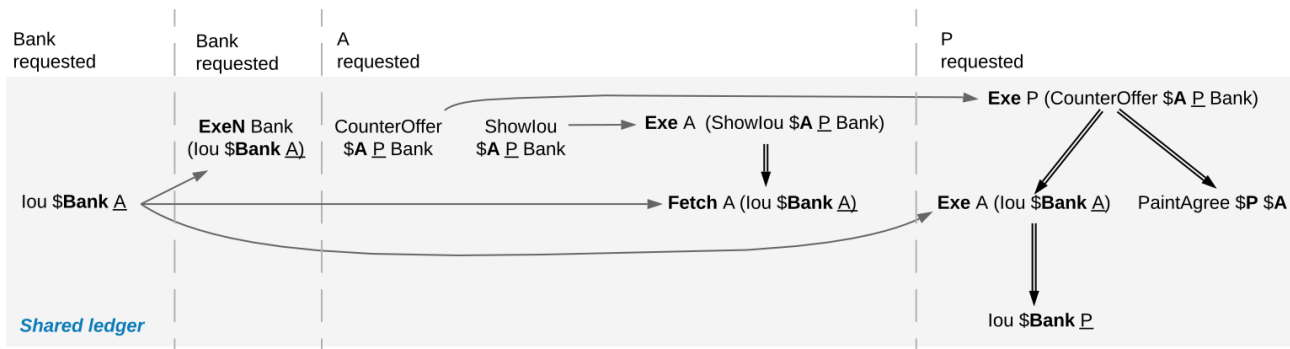 Bank
requested
Bank
requested
A
requested
P
requested
Exe P (CounterOffer $A P Bank)
ExeN Bank
(Iou $Bank A)
CounterOffer
$A P Bank
ShowIou
$A P Bank
Exe A (ShowIou $A P Bank)
Iou $Bank A
Fetch A (Iou $Bank A)
Exe A (Iou $Bank A)
PaintAgree $P $A
Iou $Bank P
Shared ledger